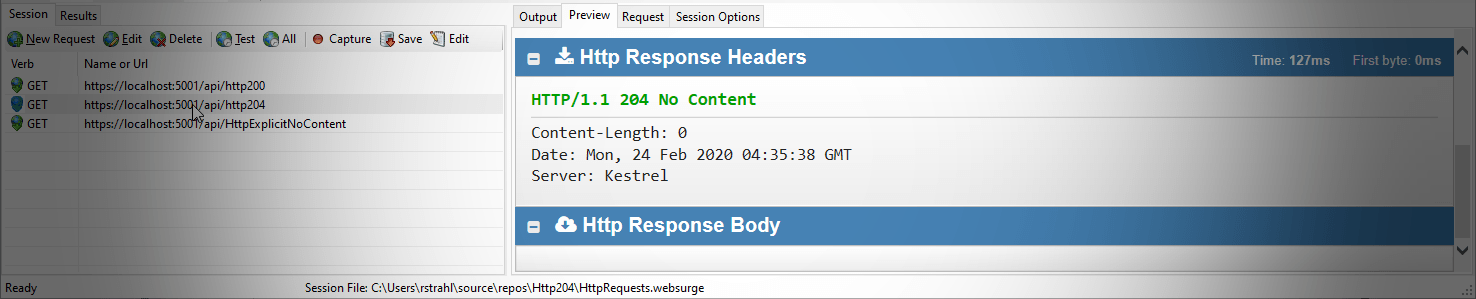 Session Results
New Request Edit Delete Test All Capture Save Edit
Verb Name or Url
GET https://localhost:5001/api/http200
GET https://localhost:5001/api/http204
GET https://localhost:5001/api/HttpExplicitNoContent
Output Preview Request Session Options
Http Response Headers Time: 127ms First byte: 0ms
HTTP/1.1 204 No Content
Content-Length: 0
Date: Mon, 24 Feb 2020 04:35:38 GMT
Server: Kestrel
Http Response Body
Ready Session File: C:\Users\rstrahl\source\repos\Http204\HttpRequests.websurge